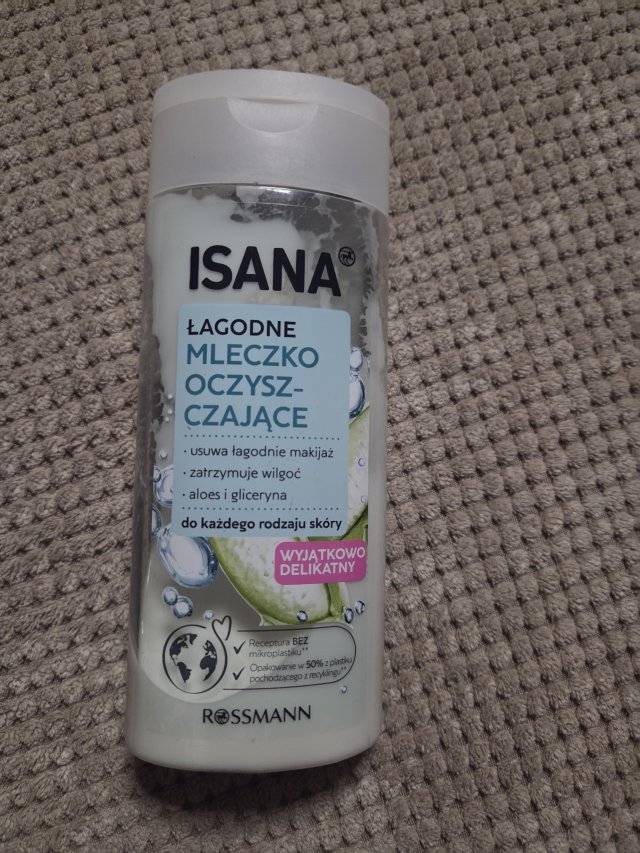 ISANA
ŁAGODNE
MLECZKO
OCZYSZ-
CZAJĄCE
· usuwa łagodnie makijaż
· zatrzymuje wilgoć
· aloes i gliceryna
do każdego rodzaju skóry
WYJĄTKOWO
DELIKATNY
Receptura BEZ
mikroplastiku**
Opakowanie w 50% z plastiku
pochodzącego z recyklingu**
ROSSMANN